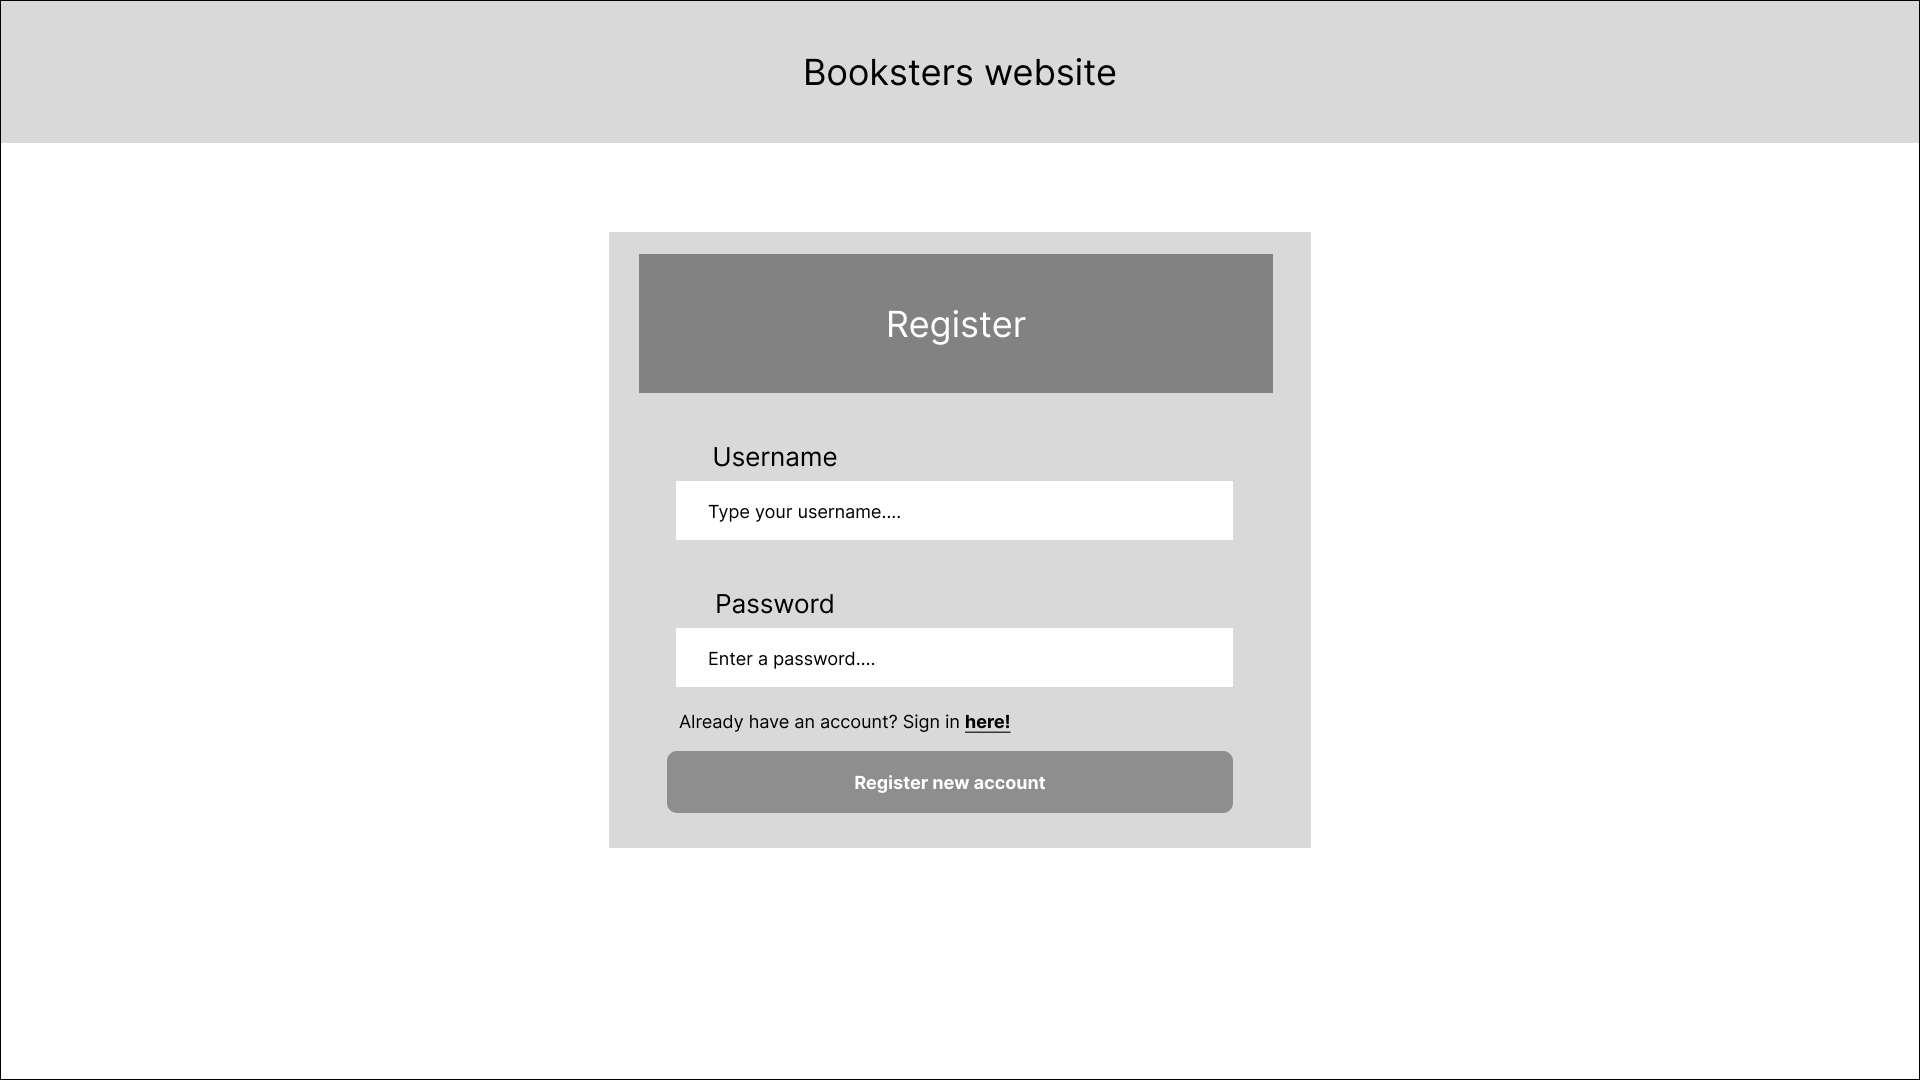 Booksters website
Register
Username
Type your username....
Password
Enter a password....
Already have an account? Sign in here!
Register new account